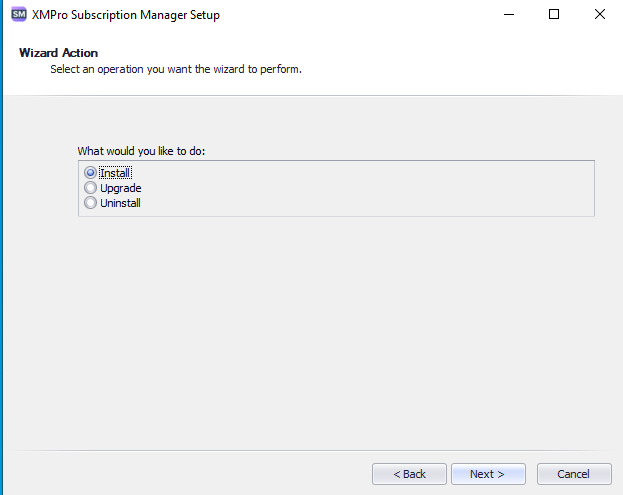 SM XMPro Subscription Manager Setup
Wizard Action
Select an operation you want the wizard to perform.
What would you like to do:
Install
Upgrade
Uninstall
< Back Next > Cancel